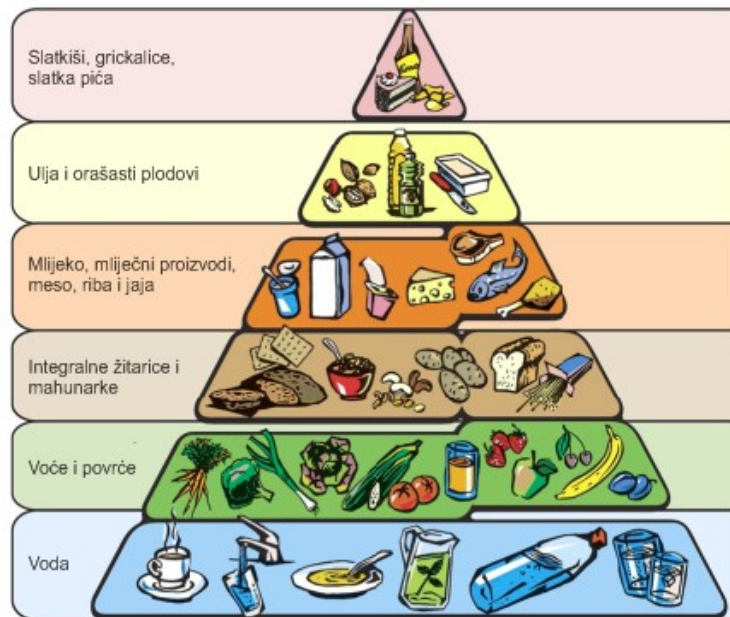 Slatkiši, grickalice,
slatka pića
Ulja i orašasti plodovi
Mlijeko, mliječni proizvodi,
meso, riba i jaja
Integralne žitarice i
mahunarke
Voće i povrće
Voda